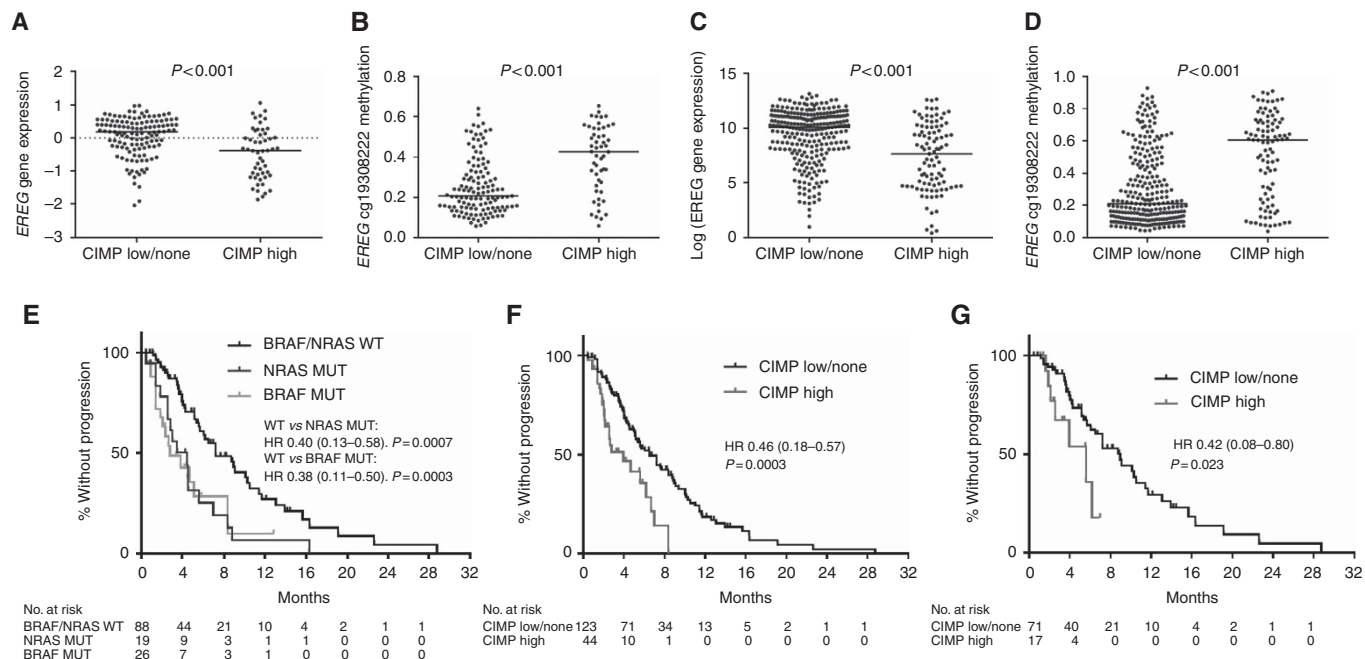 A
P<0.001
EREG gene expression
2
1
0
–1
–2
–3
CIMP low/none CIMP high
B
P<0.001
EREG cg19308222 methylation
0.8
0.6
0.4
0.2
0.0
CIMP low/none CIMP high
C
P<0.001
Log (EREG gene expression)
15
10
5
0
CIMP low/none CIMP high
D
P<0.001
EREG cg19308222 methylation
1.0
0.8
0.6
0.4
0.2
0.0
CIMP low/none CIMP high
E
% Without progression
100
50
0
BRAF/NRAS WT
NRAS MUT
BRAF MUT
WT vs NRAS MUT:
HR 0.40 (0.13–0.58). P=0.0007
WT vs BRAF MUT:
HR 0.38 (0.11–0.50). P=0.0003
0 4 8 12 16 20 24 28 32
Months
No. at risk
BRAF/NRAS WT 88 44 21 10 4 2 1 1
NRAS MUT 19 9 3 1 1 0 0 0
BRAF MUT 26 7 3 1 0 0 0 0
F
% Without progression
100
50
0
CIMP low/none
CIMP high
HR 0.46 (0.18–0.57)
P=0.0003
0 4 8 12 16 20 24 28 32
Months
No. at risk
CIMP low/none 123 71 34 13 5 2 1 1
CIMP high 44 10 1 0 0 0 0 0
G
% Without progression
100
50
0
CIMP low/none
CIMP high
HR 0.42 (0.08–0.80)
P=0.023
0 4 8 12 16 20 24 28 32
Months
No. at risk
CIMP low/none 71 40 21 10 4 2 1 1
CIMP high 17 4 0 0 0 0 0 0